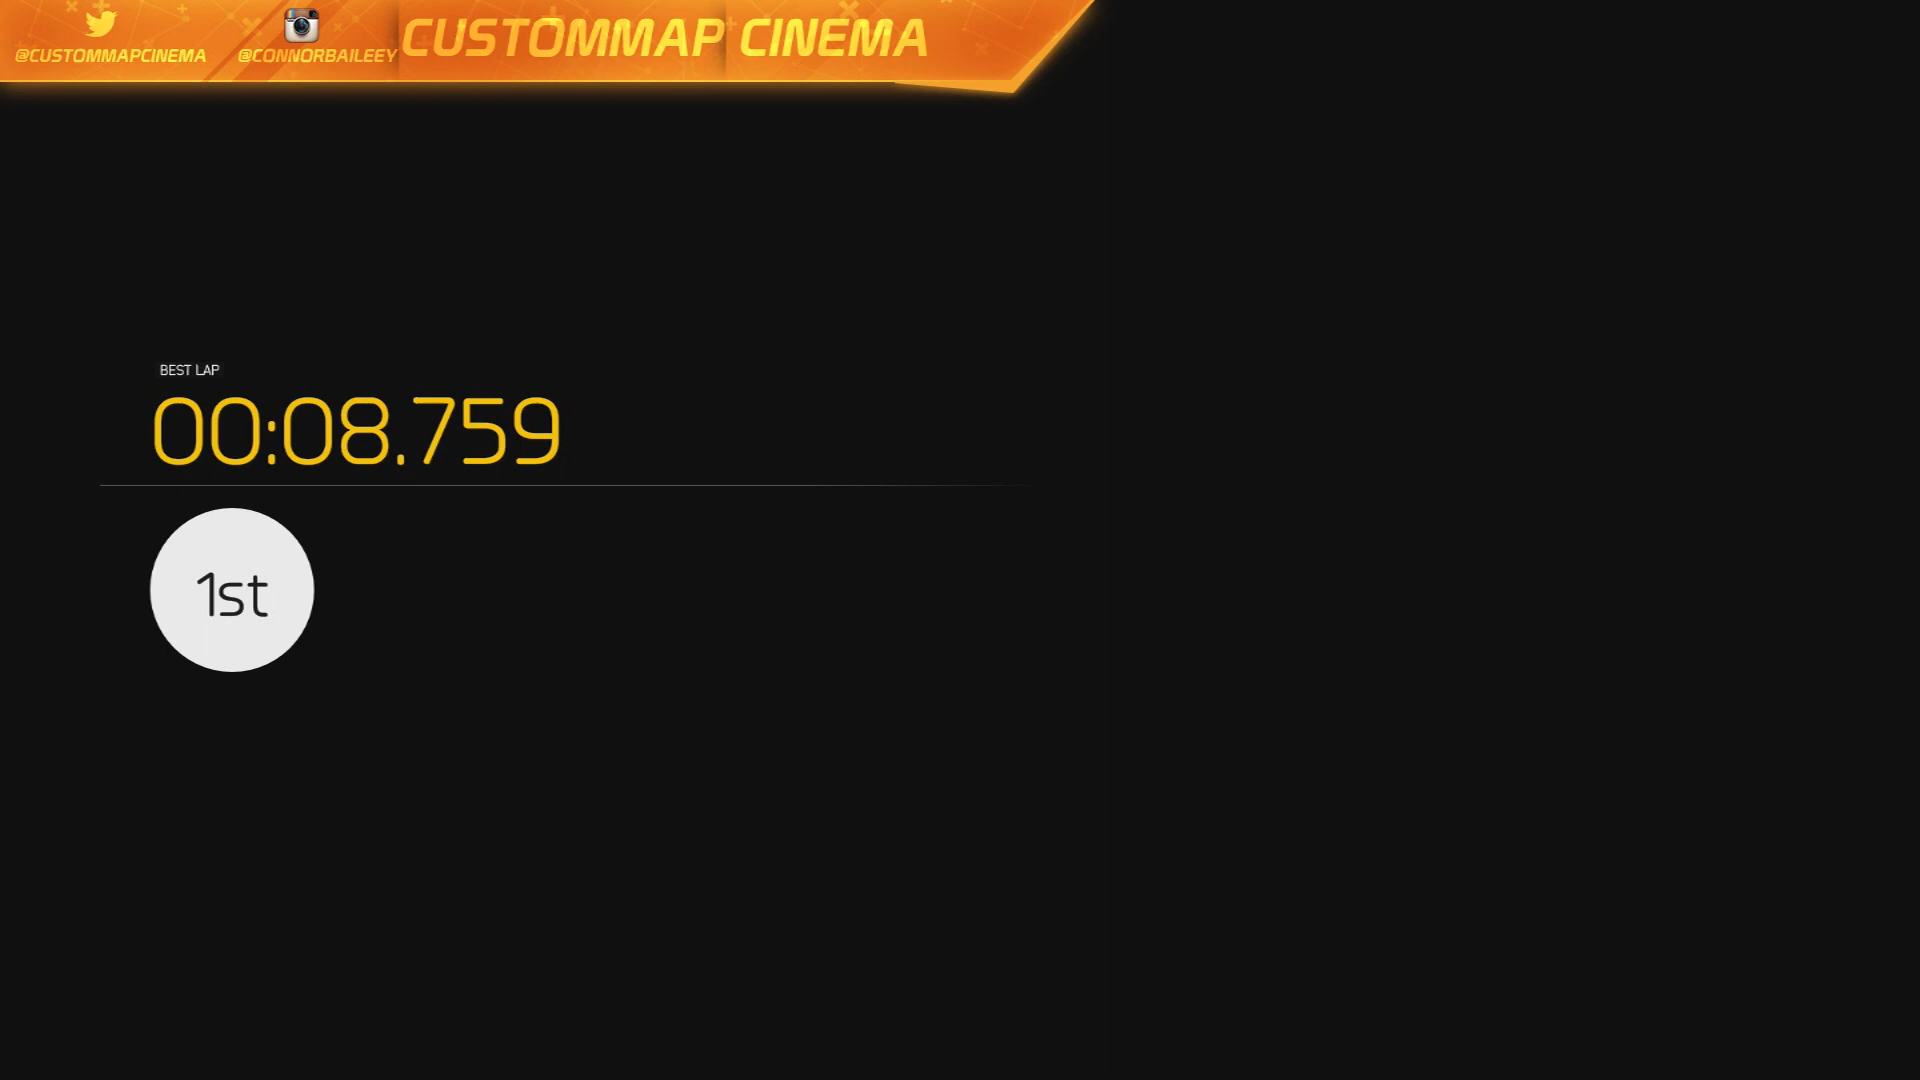 @CUSTOMMAPCINEMA
@CONNORBAILEEY
CUSTOMMAP CINEMA
BEST LAP
00:08.759
1st